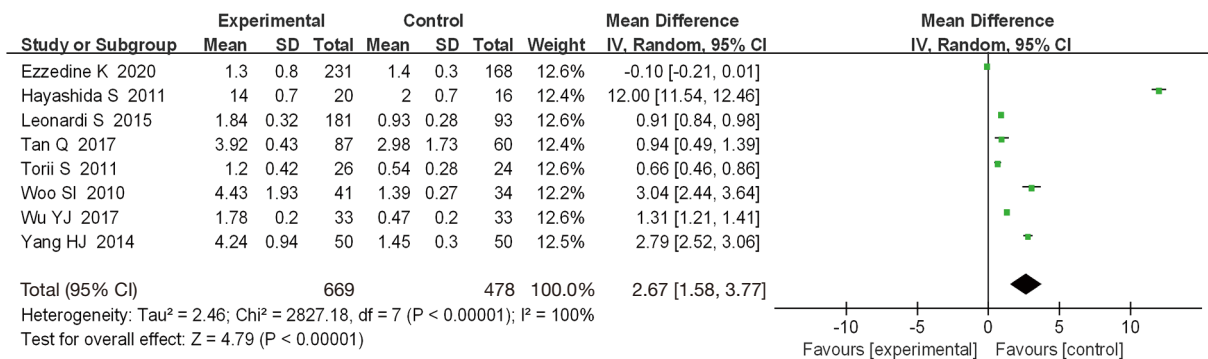 Experimental Control Mean Difference Mean Difference
Study or Subgroup Mean SD Total Mean SD Total Weight IV, Random, 95% CI IV, Random, 95% CI
Ezzedine K 2020 1.3 0.8 231 1.4 0.3 168 12.6% -0.10 [-0.21, 0.01]
Hayashida S 2011 14 0.7 20 2 0.7 16 12.4% 12.00 [11.54, 12.46]
Leonardi S 2015 1.84 0.32 181 0.93 0.28 93 12.6% 0.91 [0.84, 0.98]
Tan Q 2017 3.92 0.43 87 2.98 1.73 60 12.4% 0.94 [0.49, 1.39]
Torii S 2011 1.2 0.42 26 0.54 0.28 24 12.6% 0.66 [0.46, 0.86]
Woo SI 2010 4.43 1.93 41 1.39 0.27 34 12.2% 3.04 [2.44, 3.64]
Wu YJ 2017 1.78 0.2 33 0.47 0.2 33 12.6% 1.31 [1.21, 1.41]
Yang HJ 2014 4.24 0.94 50 1.45 0.3 50 12.5% 2.79 [2.52, 3.06]
Total (95% CI) 669 478 100.0% 2.67 [1.58, 3.77]
Heterogeneity: Tau² = 2.46; Chi² = 2827.18, df = 7 (P < 0.00001); I² = 100%
Test for overall effect: Z = 4.79 (P < 0.00001)
-10 -5 0 5 10
Favours [experimental] Favours [control]